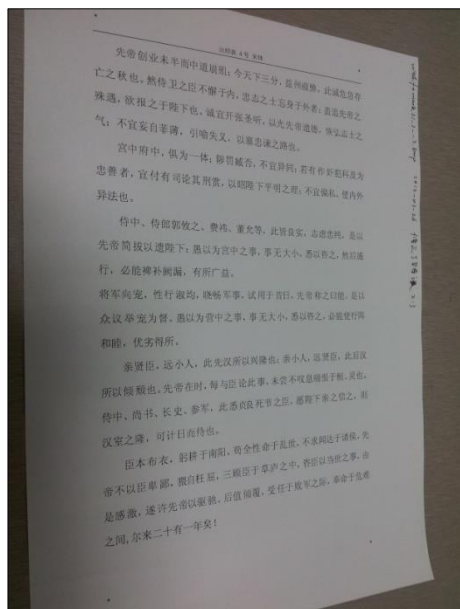 4号 宋体
先帝创业未半而中道崩殂;今天下三分,益州疲惫,此诚危急存
亡之秋也。然侍卫之臣不懈于内,忠志之士忘身于外者:盖追先帝之
殊遇,欲报之于陛下也。诚宜开张圣听,以光先帝遗德,恢弘志士之
气;不宜妄自菲薄,引喻失义,以塞忠谏之路也。
宫中府中,俱为一体;陟罚臧否,不宜异同:若有作奸犯科及为
忠善者,宜付有司论其刑赏,以昭陛下平明之理;不宜偏私,使内外
异法也。
侍中、侍郎郭攸之、费祎、董允等,此皆良实,志虑忠纯,是以
先帝简拔以遗陛下:愚以为宫中之事,事无大小,悉以咨之,然后施
行,必能裨补阙漏,有所广益。
将军向宠,性行淑均,晓畅军事,试用于昔日,先帝称之曰能,是以
众议举宠为督,愚以为营中之事,事无大小,悉以咨之,必能使行阵
和睦,优劣得所。
亲贤臣,远小人,此先汉所以兴隆也;亲小人,远贤臣,此后汉
所以倾颓也。先帝在时,每与臣论此事,未尝不叹息痛恨于桓、灵也。
侍中、尚书、长史、参军,此悉贞良死节之臣,愿陛下亲之信之,则
汉室之隆,可计日而待也。
臣本布衣,躬耕于南阳,苟全性命于乱世,不求闻达于诸侯。先
帝不以臣卑鄙,猥自枉屈,三顾臣于草庐之中,咨臣以当世之事,由
是感激,遂许先帝以驱驰。后值倾覆,受任于败军之际,奉命于危难
之间,尔来二十有一年矣!